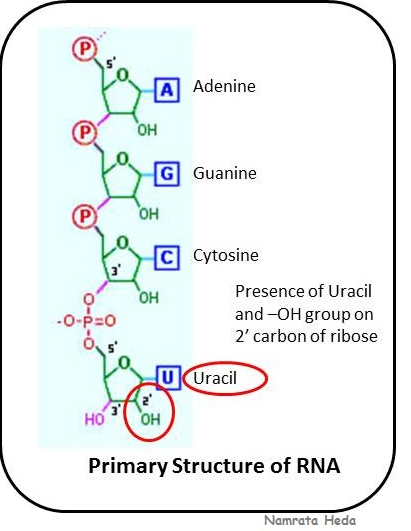 P
5'
O
A Adenine
OH
P
O
G Guanine
OH
P
O
C Cytosine
3'
OH
O
Presence of Uracil
and –OH group on
2' carbon of ribose
-O-P=O
O
5'
O
U Uracil
3' 2'
HO OH
Primary Structure of RNA
Namrata Heda